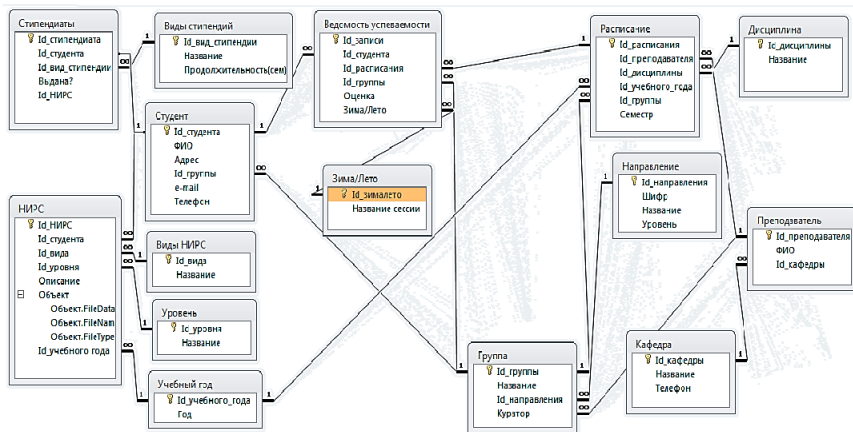 Стипендиаты
Id_стипендиата
Id_студента
Id_вид_стипендии
Выдана?
Id_НИРС
Виды стипендий
Id_вид_стипендии
Название
Продолжительность(сем)
Ведомость успеваемости
Id_записи
Id_студента
Id_расписания
Id_группы
Оценка
Зима/Лето
Расписание
Id_расписания
Id_преподавателя
Id_дисциплины
Id_учебного_года
Id_группы
Семестр
Дисциплина
Id_дисциплины
Название
Студент
Id_студента
ФИО
Адрес
Id_группы
e-mail
Телефон
Зима/Лето
Id_зималето
Название сессии
Направление
Id_направления
Шифр
Название
Уровень
Преподаватель
Id_преподавателя
ФИО
Id_кафедры
НИРС
Id_НИРС
Id_студента
Id_вида
Id_уровня
Описание
Объект
Объект.FileData
Объект.FileNam
Объект.FileType
Id_учебного года
Виды НИРС
Id_вида
Название
Уровень
Id_уровня
Название
Учебный год
Id_учебного_года
Год
Группа
Id_группы
Название
Id_направления
Куратор
Кафедра
Id_кафедры
Название
Телефон